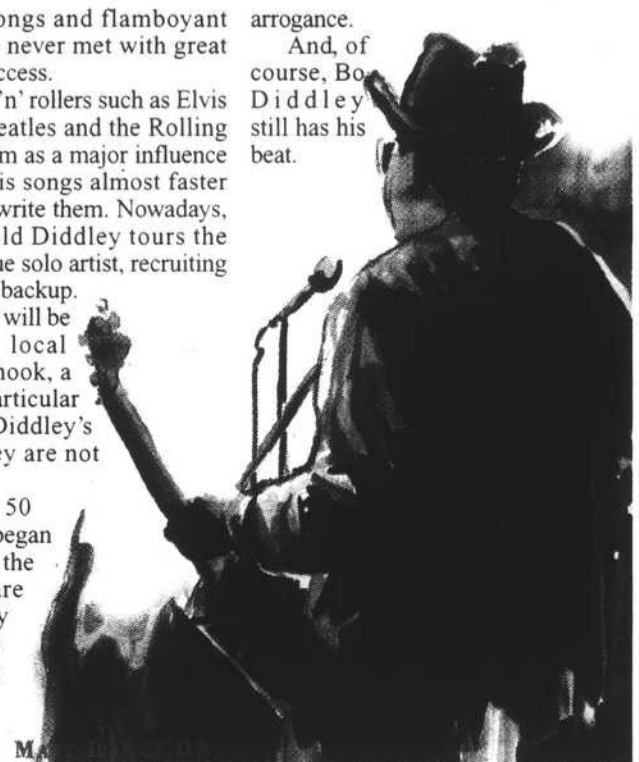 ongs and flamboyant
never met with great
ccess.
'n' rollers such as Elvis
eatles and the Rolling
m as a major influence
is songs almost faster
write them. Nowadays,
ld Diddley tours the
ue solo artist, recruiting
backup.
will be
local
nook, a
articular
Diddley's
ey are not
50
began
the
are
y
arrogance.
And, of
course, Bo
Diddley
still has his
beat.